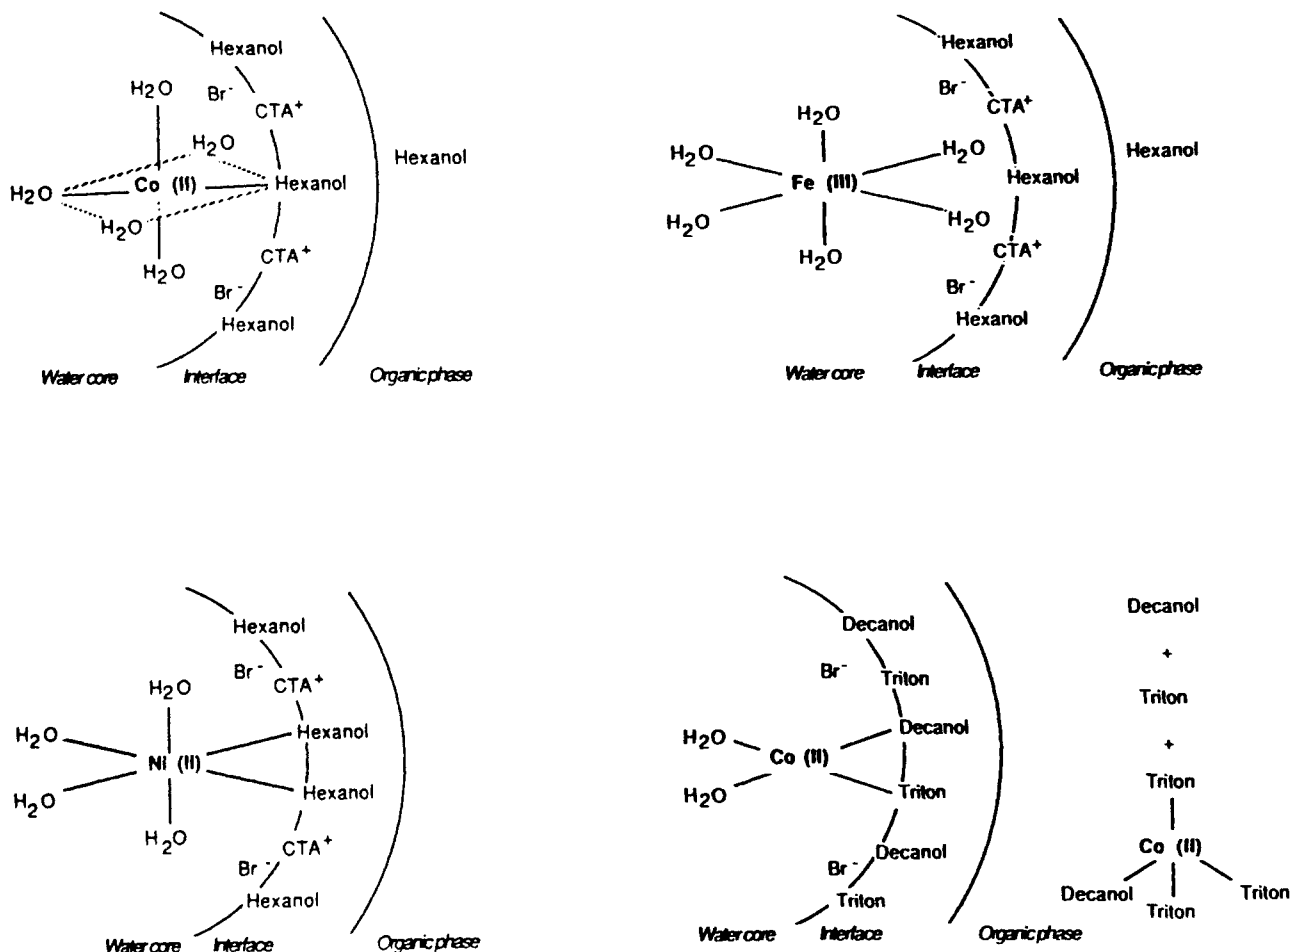 Hexanol
Br-
H2O
CTA+
H2O
Hexanol
H2O
Co (II)
Hexanol
H2O
CTA+
H2O
Br-
Hexanol
Water core Interface Organic phase
Hexanol
Br-
CTA+
H2O
H2O
H2O
Hexanol
Fe (III)
Hexanol
H2O
H2O
CTA+
H2O
Br-
Hexanol
Water core Interface Organic phase
Hexanol
Br-
CTA+
H2O
H2O
Hexanol
Ni (II)
H2O
Hexanol
H2O
CTA+
Br-
Hexanol
Water core Interface Organic phase
Decanol
Br-
Triton
H2O
Decanol
Co (II)
H2O
Triton
Decanol
Br-
Triton
Water core Interface Organic phase
Decanol
+
Triton
+
Triton
Co (II)
Decanol
Triton
Triton